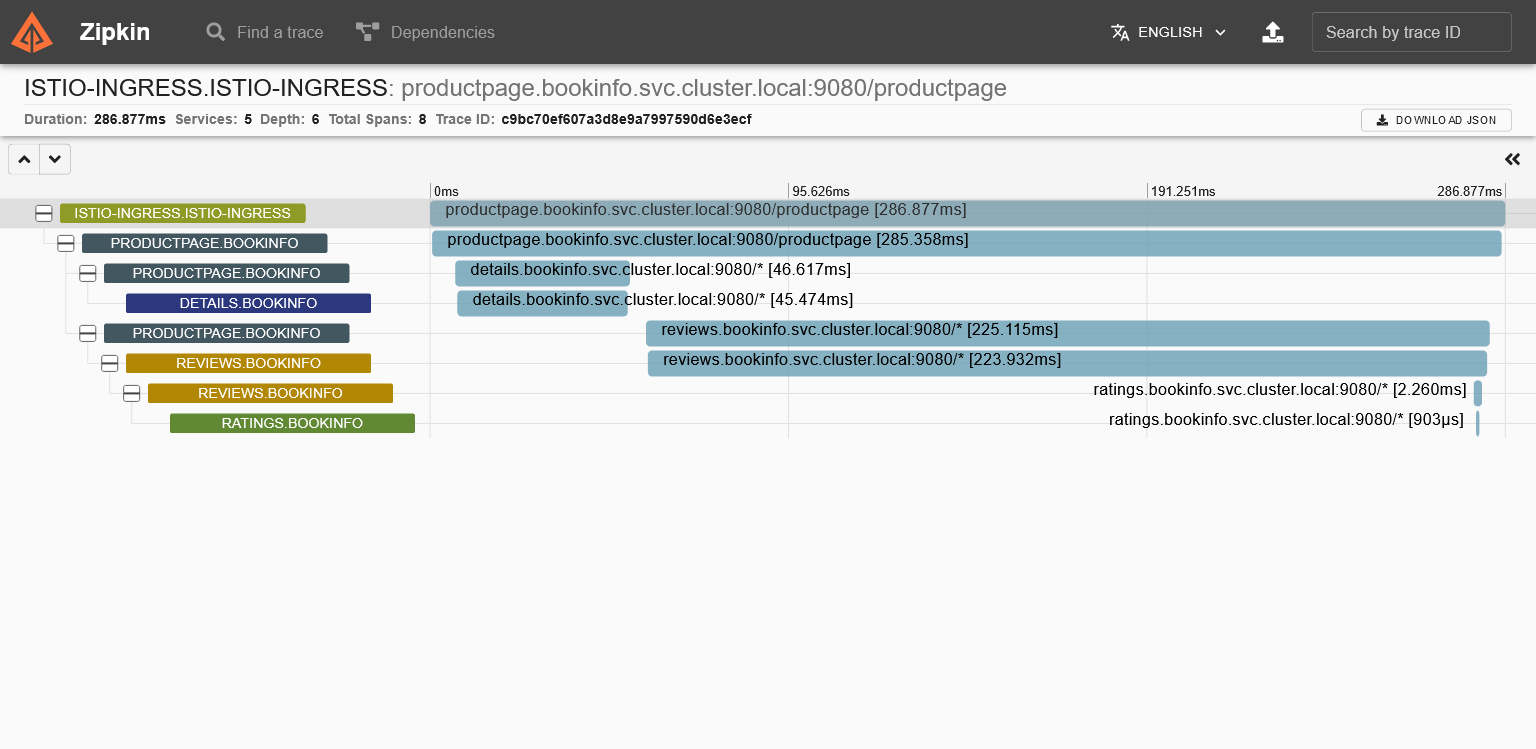 Zipkin
Find a trace
Dependencies
ENGLISH
Search by trace ID
ISTIO-INGRESS.ISTIO-INGRESS: productpage.bookinfo.svc.cluster.local:9080/productpage
Duration: 286.877ms Services: 5 Depth: 6 Total Spans: 8 Trace ID: c9bc70ef607a3d8e9a7997590d6e3ecf
DOWNLOAD JSON
0ms 95.626ms 191.251ms 286.877ms
ISTIO-INGRESS.ISTIO-INGRESS productpage.bookinfo.svc.cluster.local:9080/productpage [286.877ms]
PRODUCTPAGE.BOOKINFO productpage.bookinfo.svc.cluster.local:9080/productpage [285.358ms]
PRODUCTPAGE.BOOKINFO details.bookinfo.svc.cluster.local:9080/* [46.617ms]
DETAILS.BOOKINFO details.bookinfo.svc.cluster.local:9080/* [45.474ms]
PRODUCTPAGE.BOOKINFO reviews.bookinfo.svc.cluster.local:9080/* [225.115ms]
REVIEWS.BOOKINFO reviews.bookinfo.svc.cluster.local:9080/* [223.932ms]
REVIEWS.BOOKINFO ratings.bookinfo.svc.cluster.local:9080/* [2.260ms]
RATINGS.BOOKINFO ratings.bookinfo.svc.cluster.local:9080/* [903μs]